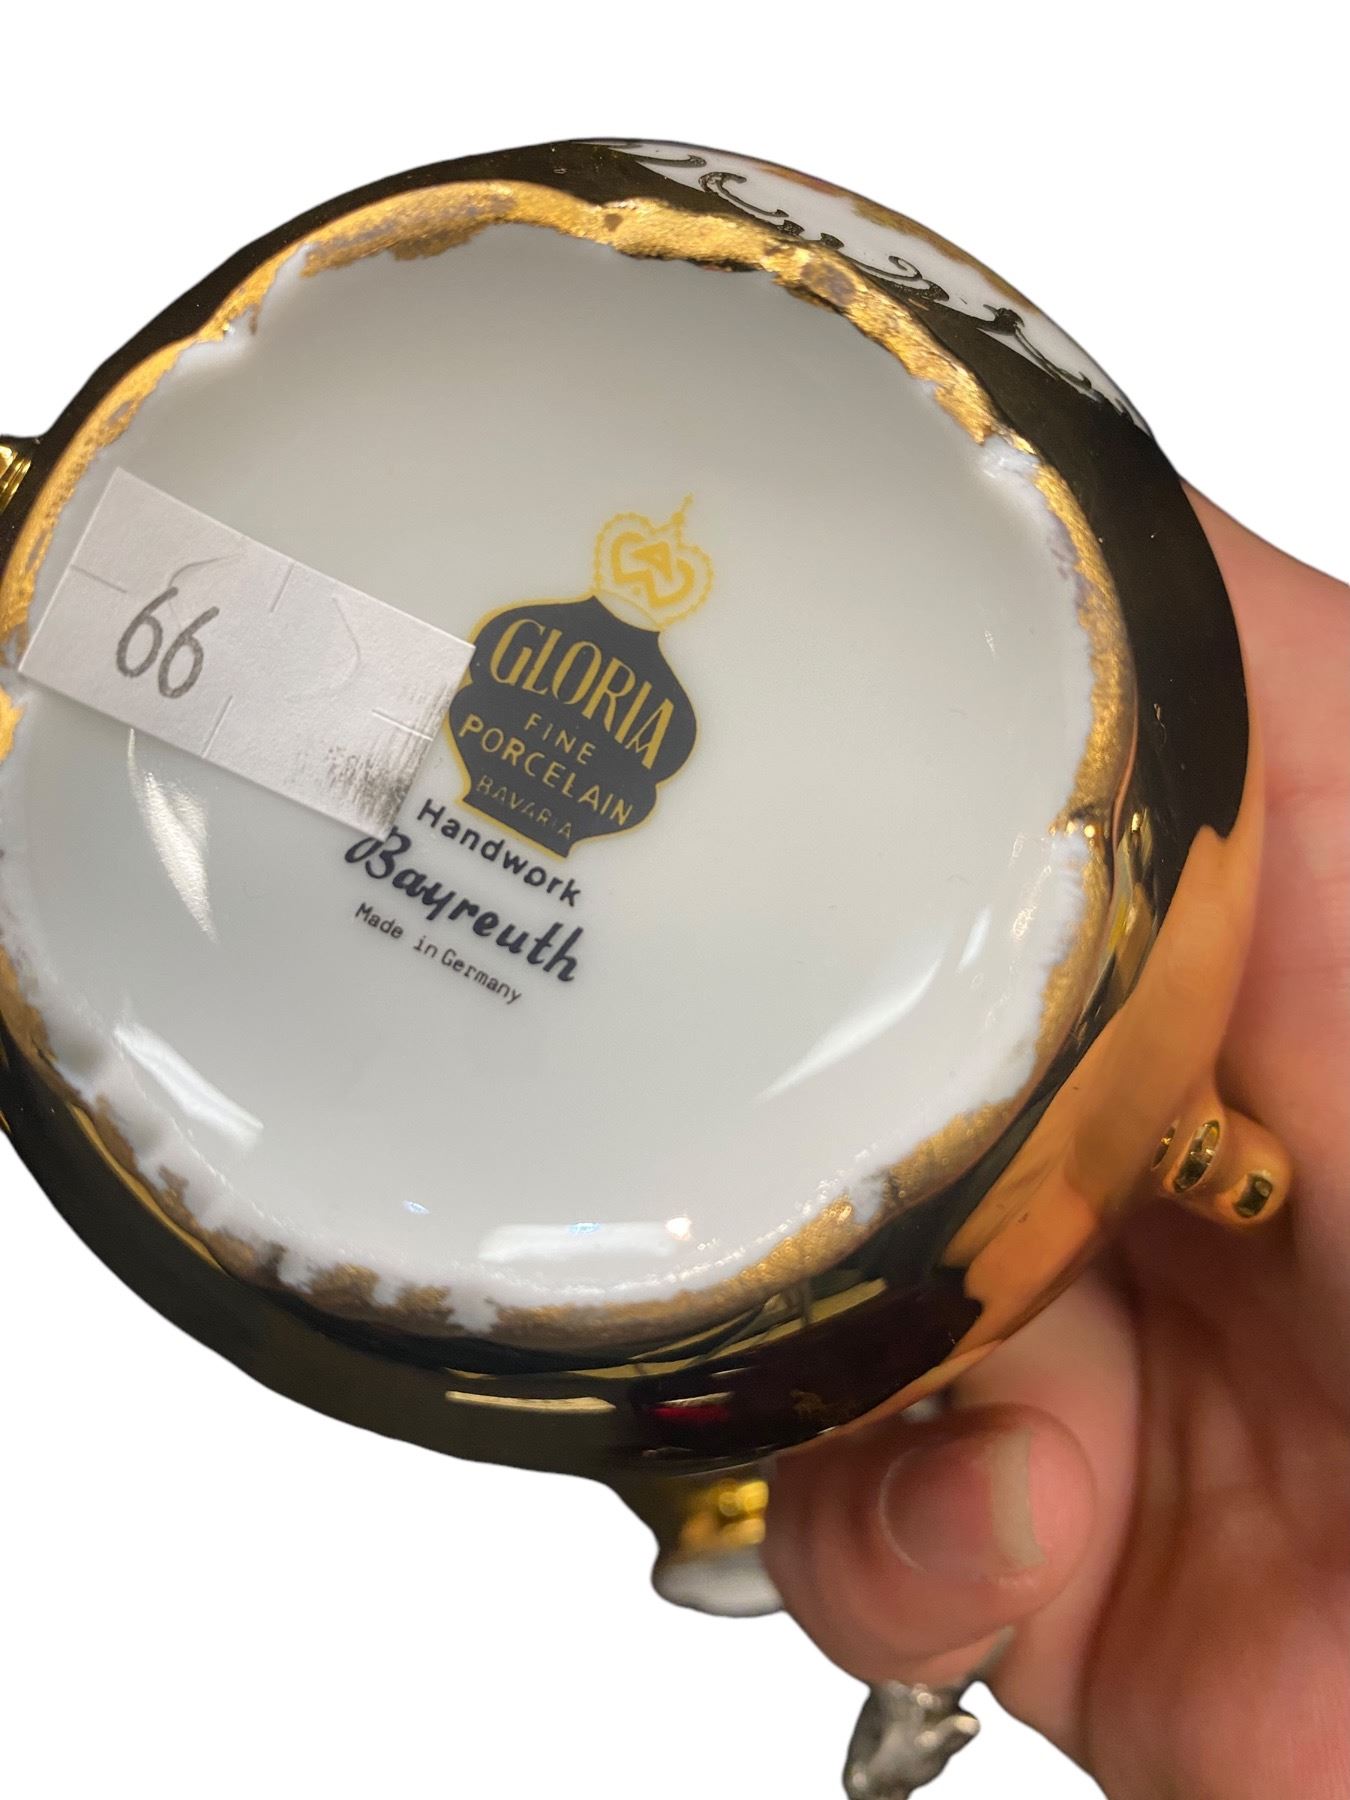 66
GLORIA
FINE
PORCELAIN
BAVARIA
Handwork
Bayreuth
Made in Germany